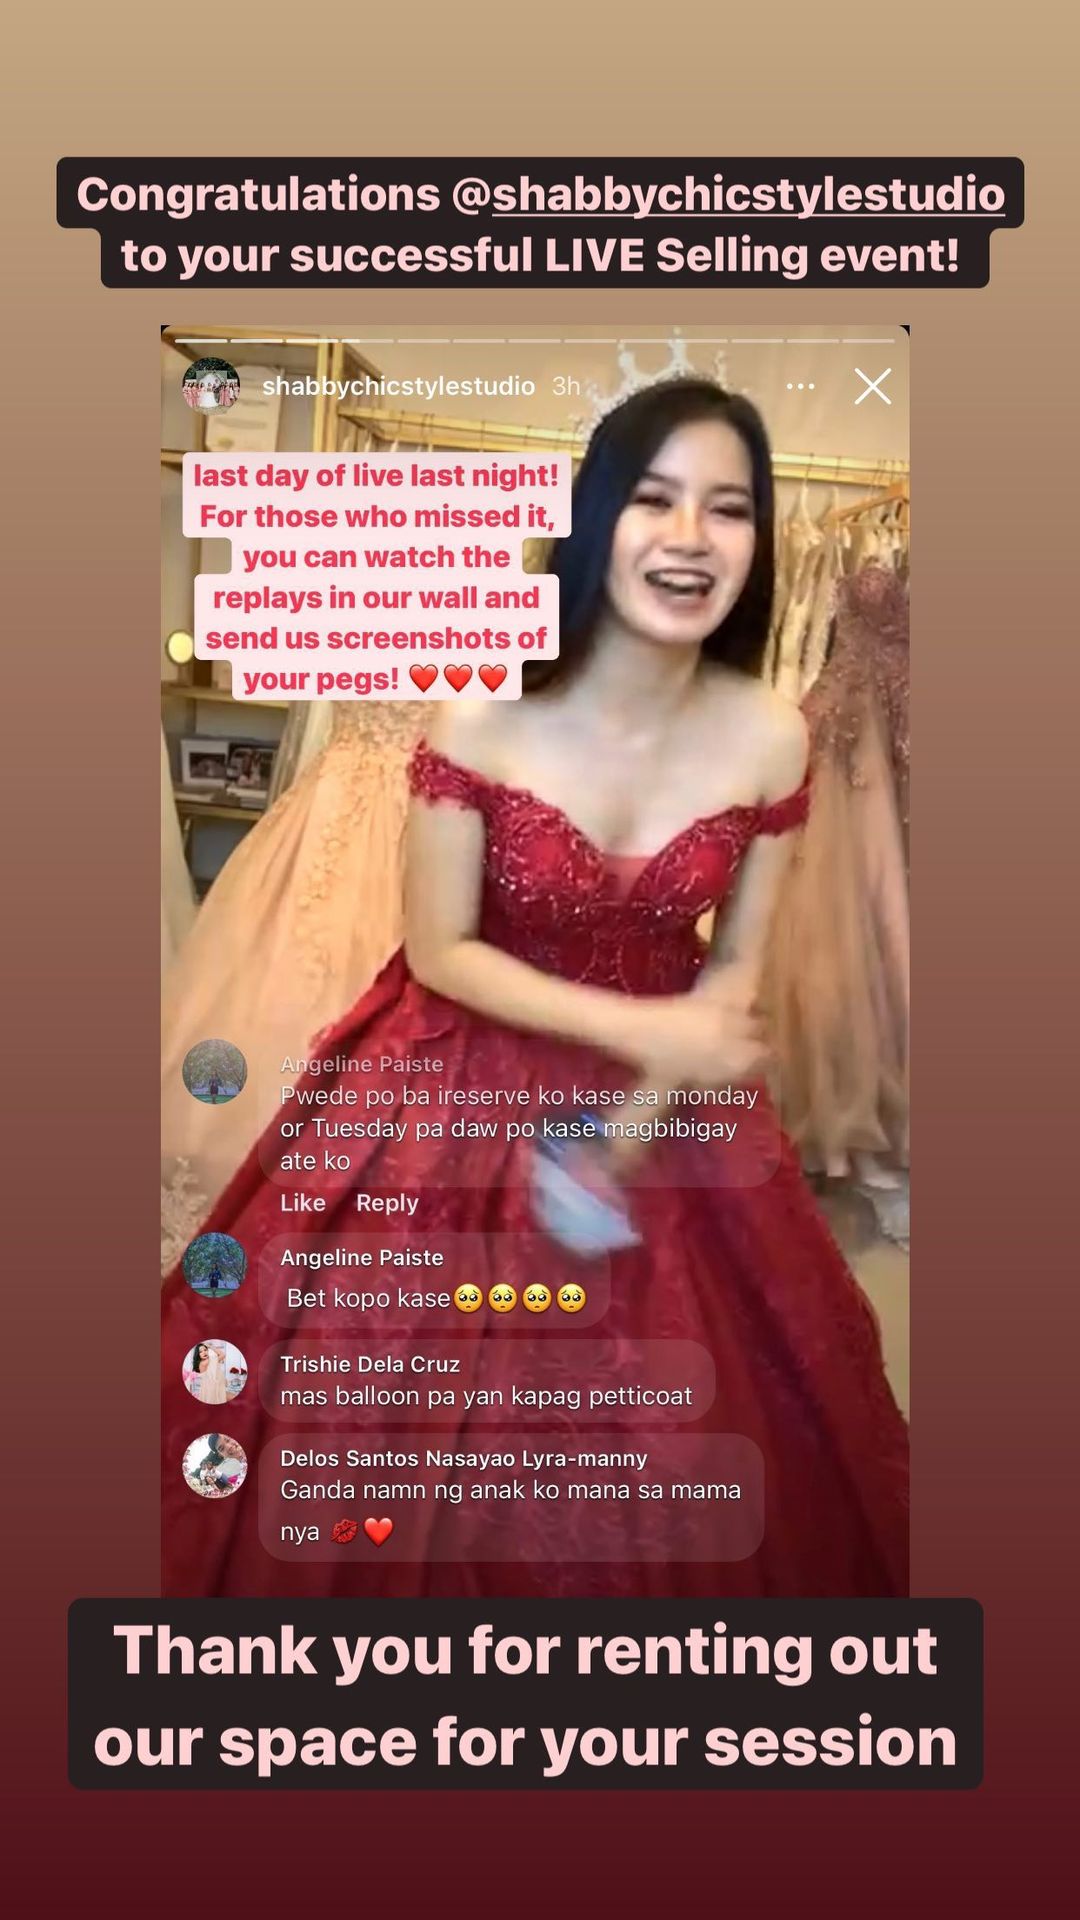 Congratulations @shabbychicstylestudio
to your successful LIVE Selling event!
shabbychicstylestudio 3h
last day of live last night!
For those who missed it,
you can watch the
replays in our wall and
send us screenshots of
your pegs! ❤️❤️❤️
Angeline Paiste
Pwede po ba ireserve ko kase sa monday
or Tuesday pa daw po kase magbibigay
ate ko
Like Reply
Angeline Paiste
Bet kopo kase🥺🥺🥺🥺
Trishie Dela Cruz
mas balloon pa yan kapag petticoat
Delos Santos Nasayao Lyra-manny
Ganda namn ng anak ko mana sa mama
nya 💋❤️
Thank you for renting out
our space for your session